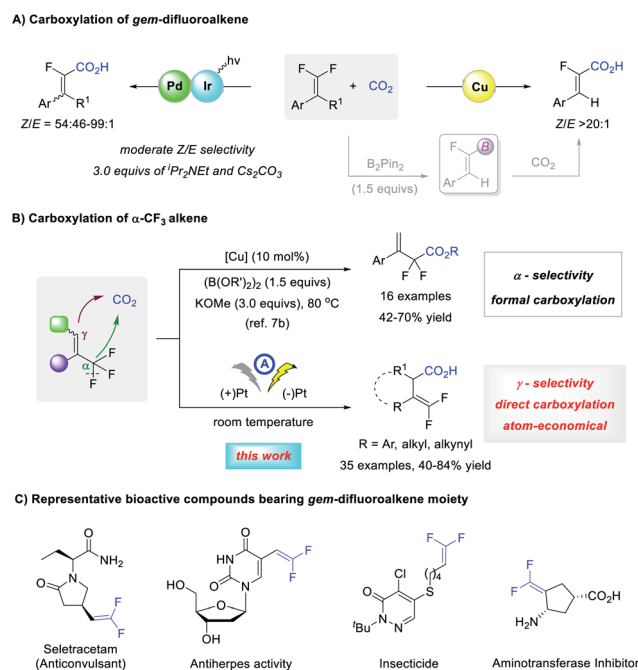 A) Carboxylation of gem-difluoroalkene
F CO₂H
Ar R¹
Z/E = 54:46-99:1
hν
Pd Ir
moderate Z/E selectivity
3.0 equivs of ⁱPr₂NEt and Cs₂CO₃
F F
Ar R¹
+ CO₂
Cu
F CO₂H
Ar H
Z/E >20:1
B₂Pin₂
(1.5 equivs)
F B
Ar H
CO₂
B) Carboxylation of α-CF₃ alkene
CO₂
γ
α
F
F
F
[Cu] (10 mol%)
(B(OR')₂)₂ (1.5 equivs)
KOMe (3.0 equivs), 80 °C
(ref. 7b)
Ar CO₂R
F F
16 examples
42-70% yield
α - selectivity
formal carboxylation
A
(+)Pt (-)Pt
room temperature
this work
R¹ CO₂H
R F
F
R = Ar, alkyl, alkynyl
35 examples, 40-84% yield
γ - selectivity
direct carboxylation
atom-economical
C) Representative bioactive compounds bearing gem-difluoroalkene moiety
O
NH₂
O N
F
F
Seletracetam
(Anticonvulsant)
O
HN
O N
F
F
HO
O
OH
Antiherpes activity
F
F
( )₄
Cl
O S
N
ᵗBu N
Insecticide
F
F
CO₂H
H₂N
Aminotransferase Inhibitor